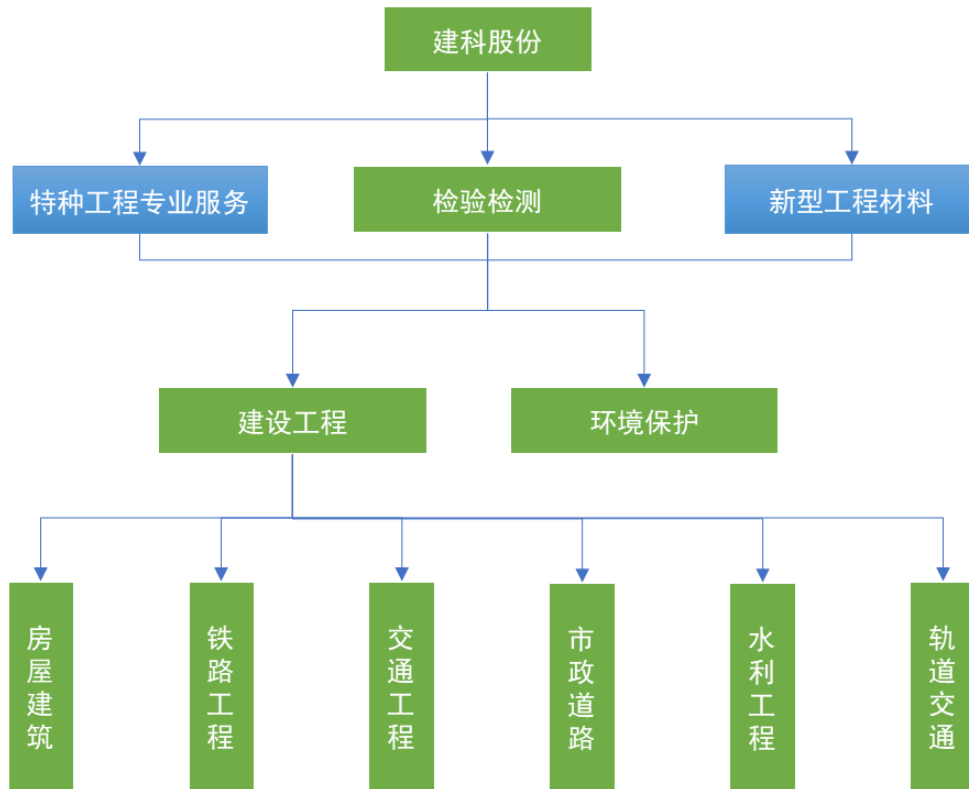 建科股份
特种工程专业服务
检验检测
新型工程材料
建设工程
环境保护
房屋建筑
铁路工程
交通工程
市政道路
水利工程
轨道交通